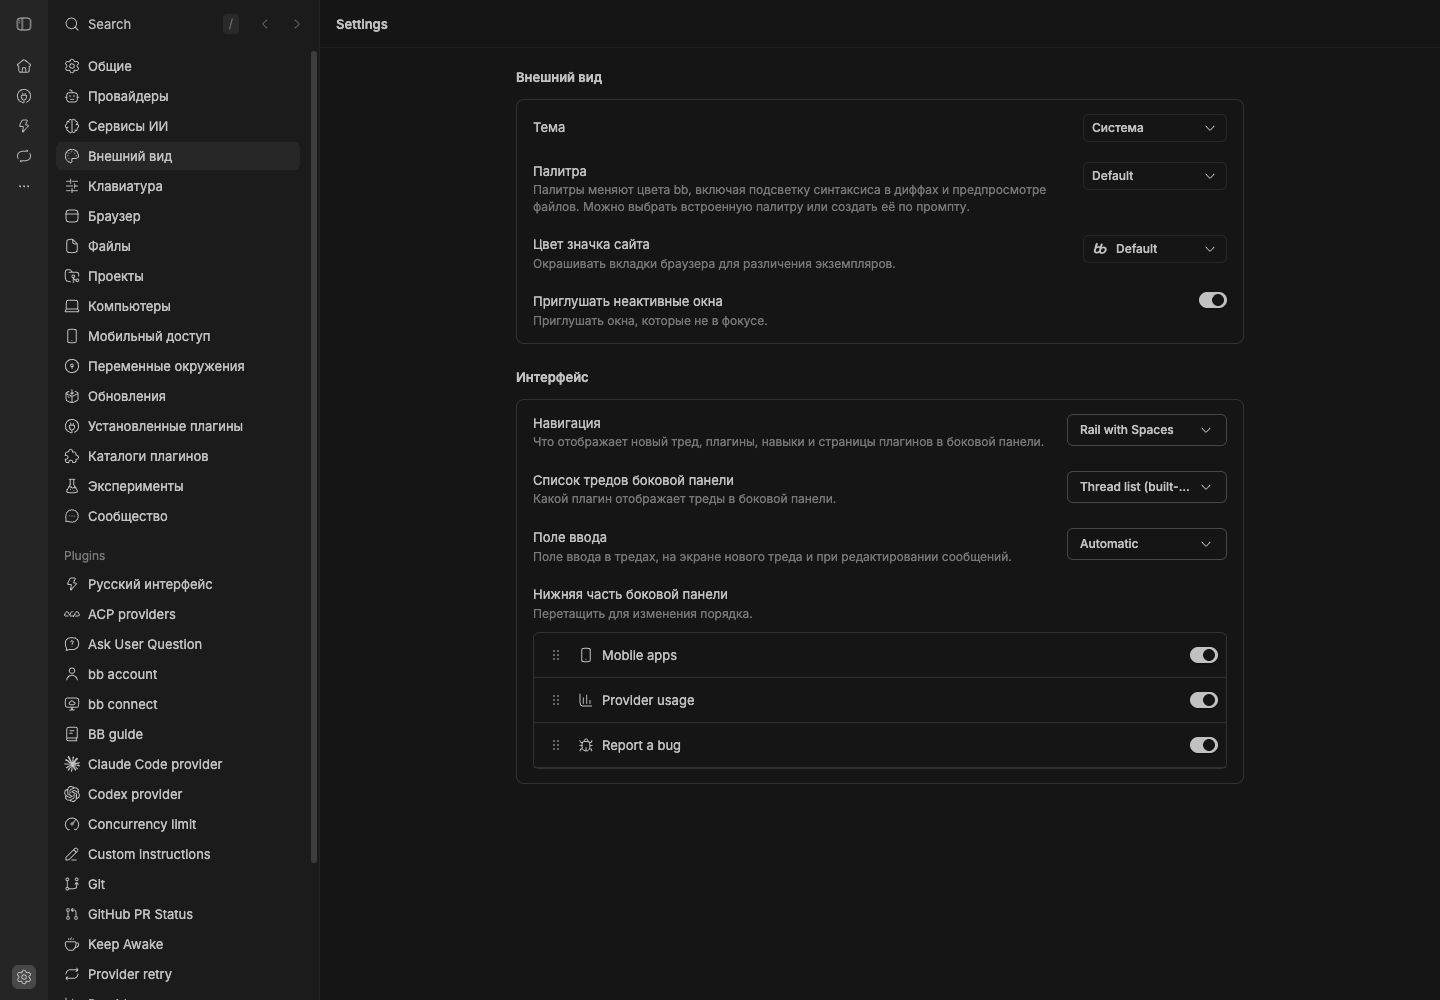 Search
/
Общие
Провайдеры
Сервисы ИИ
Внешний вид
Клавиатура
Браузер
Файлы
Проекты
Компьютеры
Мобильный доступ
Переменные окружения
Обновления
Установленные плагины
Каталоги плагинов
Эксперименты
Сообщество
Plugins
Русский интерфейс
ACP providers
Ask User Question
bb account
bb connect
BB guide
Claude Code provider
Codex provider
Concurrency limit
Custom instructions
Git
GitHub PR Status
Keep Awake
Provider retry
Settings
Внешний вид
Тема
Система
Палитра
Палитры меняют цвета bb, включая подсветку синтаксиса в диффах и предпросмотре
файлов. Можно выбрать встроенную палитру или создать её по промпту.
Default
Цвет значка сайта
Окрашивать вкладки браузера для различения экземпляров.
bb Default
Приглушать неактивные окна
Приглушать окна, которые не в фокусе.
Интерфейс
Навигация
Что отображает новый тред, плагины, навыки и страницы плагинов в боковой панели.
Rail with Spaces
Список тредов боковой панели
Какой плагин отображает треды в боковой панели.
Thread list (built-...
Поле ввода
Поле ввода в тредах, на экране нового треда и при редактировании сообщений.
Automatic
Нижняя часть боковой панели
Перетащить для изменения порядка.
Mobile apps
Provider usage
Report a bug